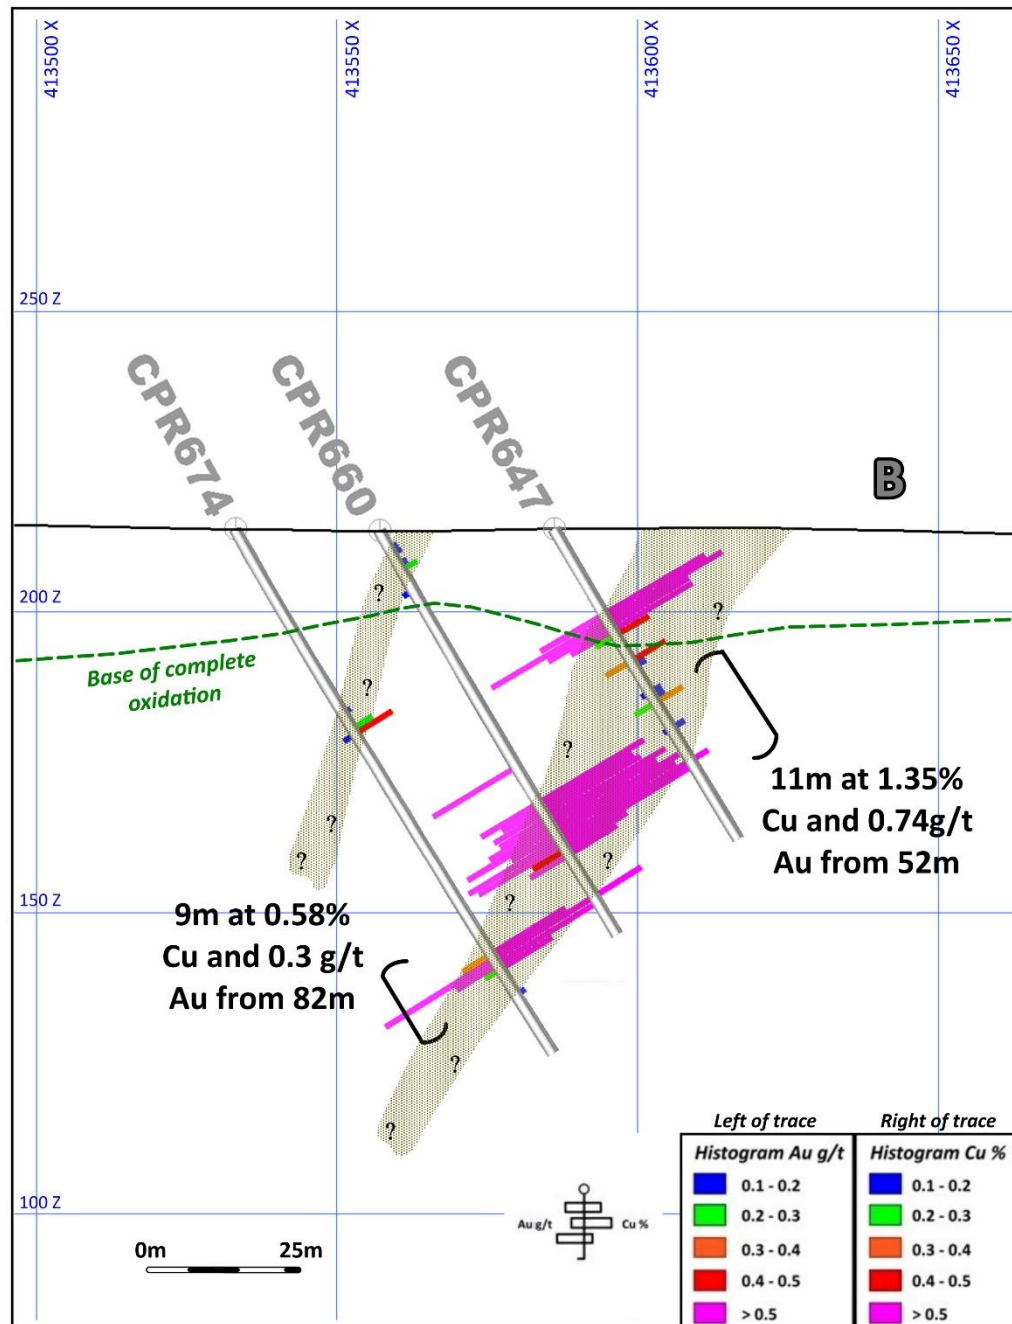 413500 X
413550 X
413600 X
413650 X
250 Z
CPR674
CPR660
CPR647
B
200 Z
?
?
Base of complete
oxidation
?
?
?
?
11m at 1.35%
Cu and 0.74g/t
Au from 52m
?
?
150 Z
9m at 0.58%
Cu and 0.3 g/t
Au from 82m
?
?
Left of trace
Right of trace
Histogram Au g/t
Histogram Cu %
0.1 - 0.2
0.1 - 0.2
0.2 - 0.3
0.2 - 0.3
0.3 - 0.4
0.3 - 0.4
0.4 - 0.5
0.4 - 0.5
> 0.5
> 0.5
100 Z
Au g/t
Cu %
0m
25m